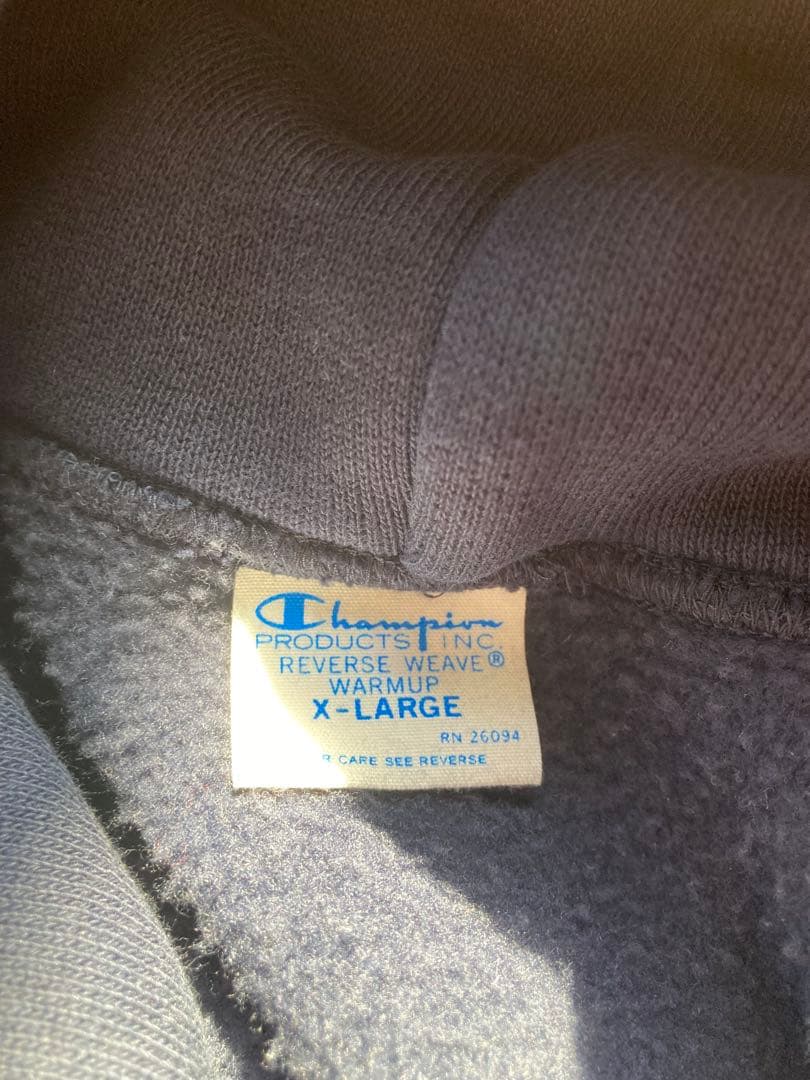 Champion
PRODUCTS INC.
REVERSE WEAVE®
WARMUP
X-LARGE
RN 26094
R CARE SEE REVERSE